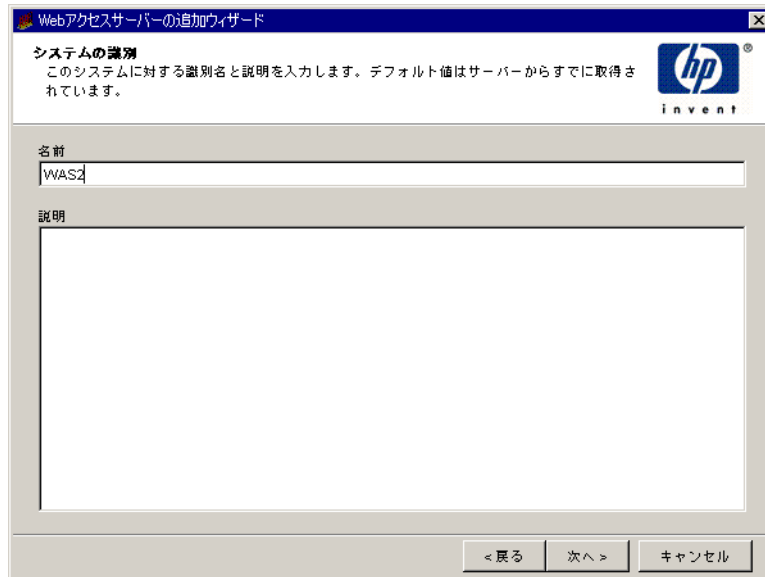 Webアクセスサーバーの追加ウィザード
システムの識別
このシステムに対する識別名と説明を入力します。デフォルト値はサーバーからすでに取得さ
れています。
hp
®
invent
名前
WAS2
説明
<戻る
次へ>
キャンセル